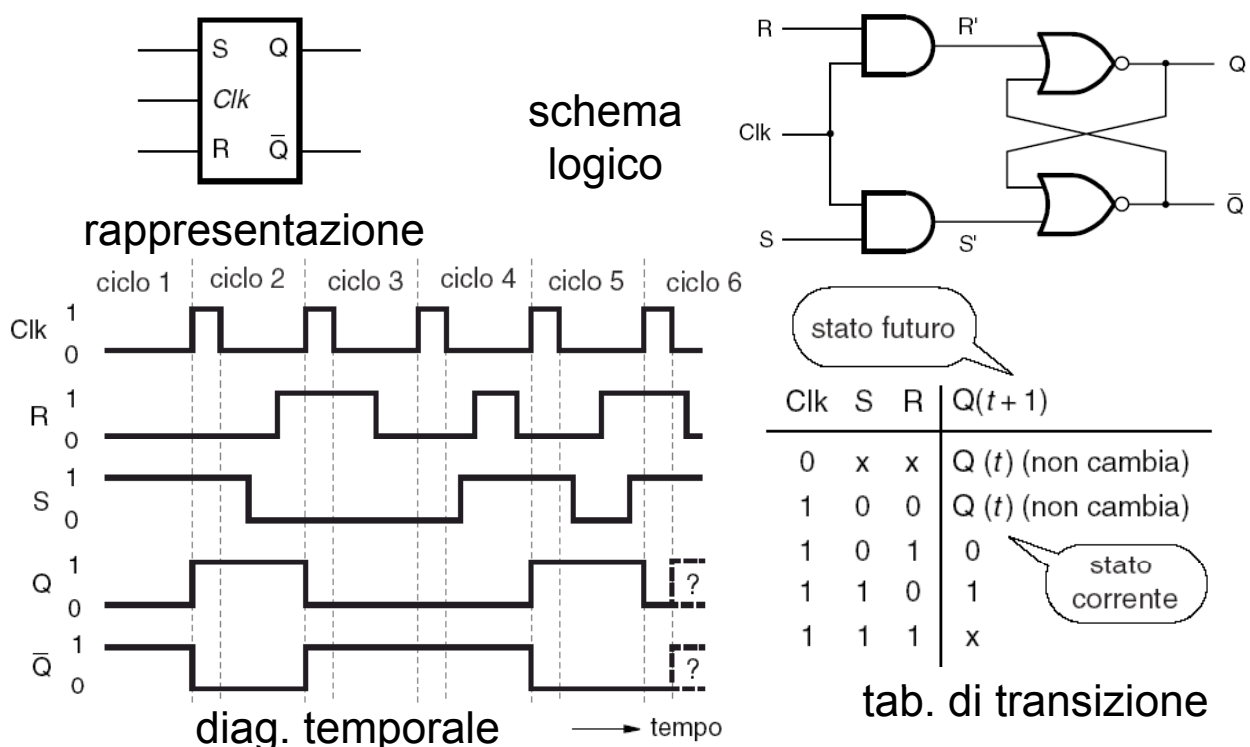 S Q
Clk
R Q̅
rappresentazione
schema
logico
R
R'
Q
Clk
S
S'
Q̅
ciclo 1 ciclo 2 ciclo 3 ciclo 4 ciclo 5 ciclo 6
Clk 1
0
R 1
0
S 1
0
Q 1
0
?
Q̅ 1
0
?
diag. temporale
tempo
stato futuro
Clk S R Q(t + 1)
0 x x Q (t) (non cambia)
1 0 0 Q (t) (non cambia)
1 0 1 0
1 1 0 1
1 1 1 x
stato
corrente
tab. di transizione